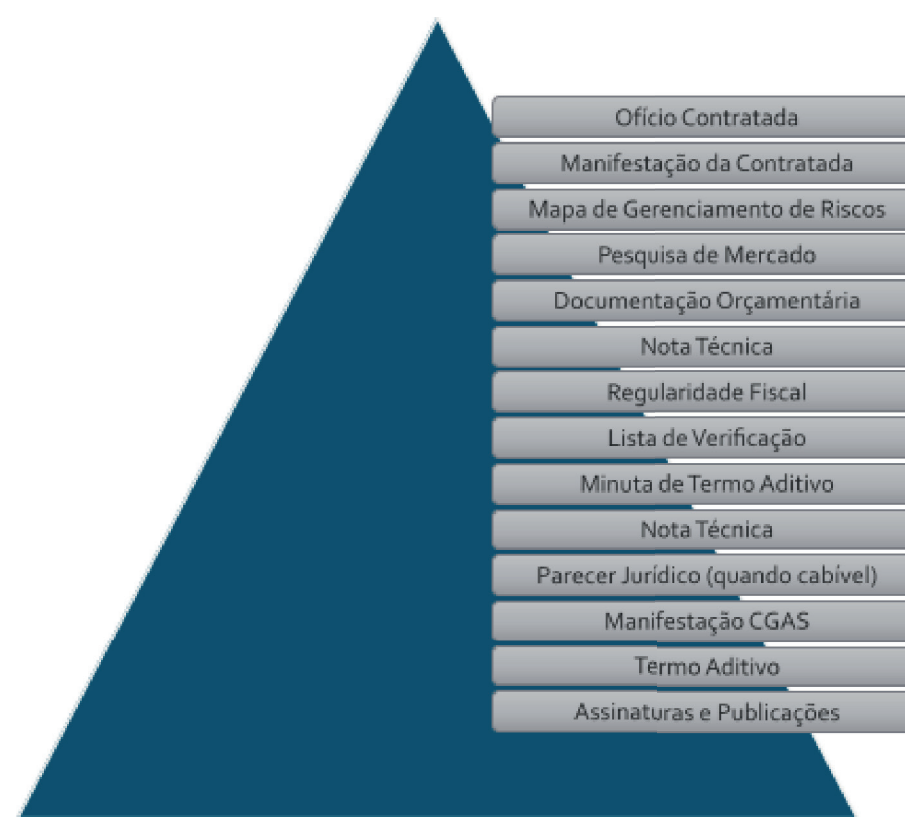 Ofício Contratada
Manifestação da Contratada
Mapa de Gerenciamento de Riscos
Pesquisa de Mercado
Documentação Orçamentária
Nota Técnica
Regularidade Fiscal
Lista de Verificação
Minuta de Termo Aditivo
Nota Técnica
Parecer Jurídico (quando cabível)
Manifestação CGAS
Termo Aditivo
Assinaturas e Publicações